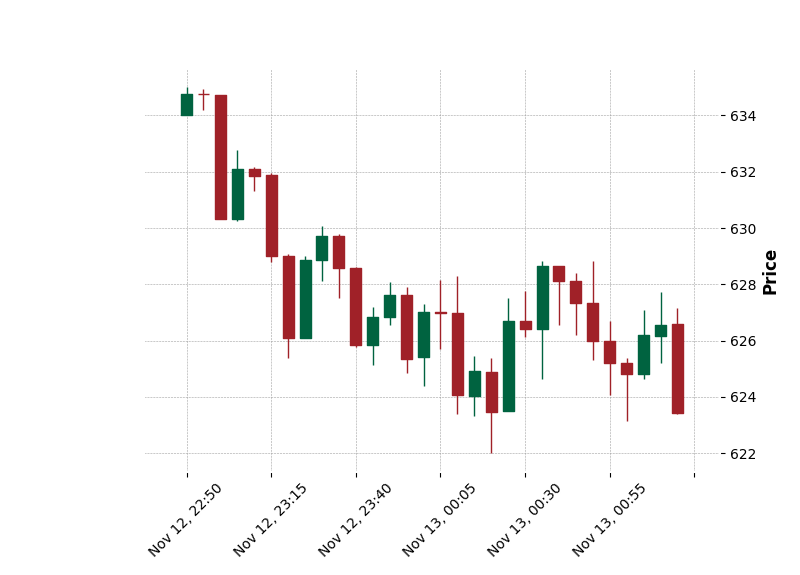 634
632
630
628
626
624
622
Price
Nov 12, 22:50
Nov 12, 23:15
Nov 12, 23:40
Nov 13, 00:05
Nov 13, 00:30
Nov 13, 00:55